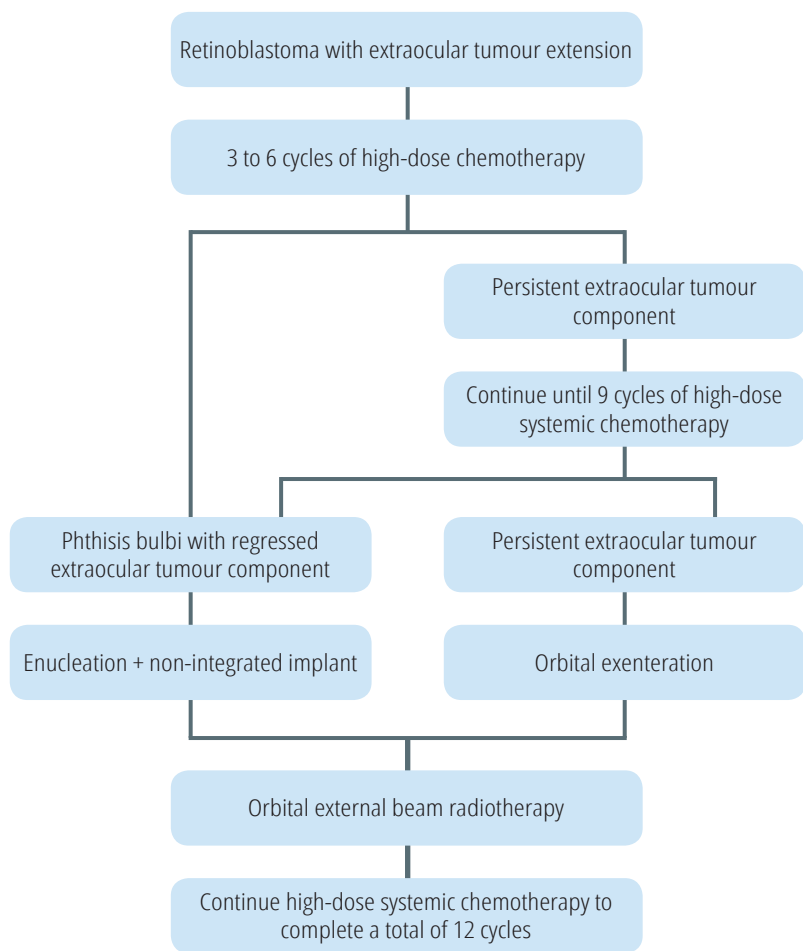 Retinoblastoma with extraocular tumour extension
3 to 6 cycles of high-dose chemotherapy
Persistent extraocular tumour
component
Continue until 9 cycles of high-dose
systemic chemotherapy
Phthisis bulbi with regressed
extraocular tumour component
Persistent extraocular tumour
component
Enucleation + non-integrated implant
Orbital exenteration
Orbital external beam radiotherapy
Continue high-dose systemic chemotherapy to
complete a total of 12 cycles